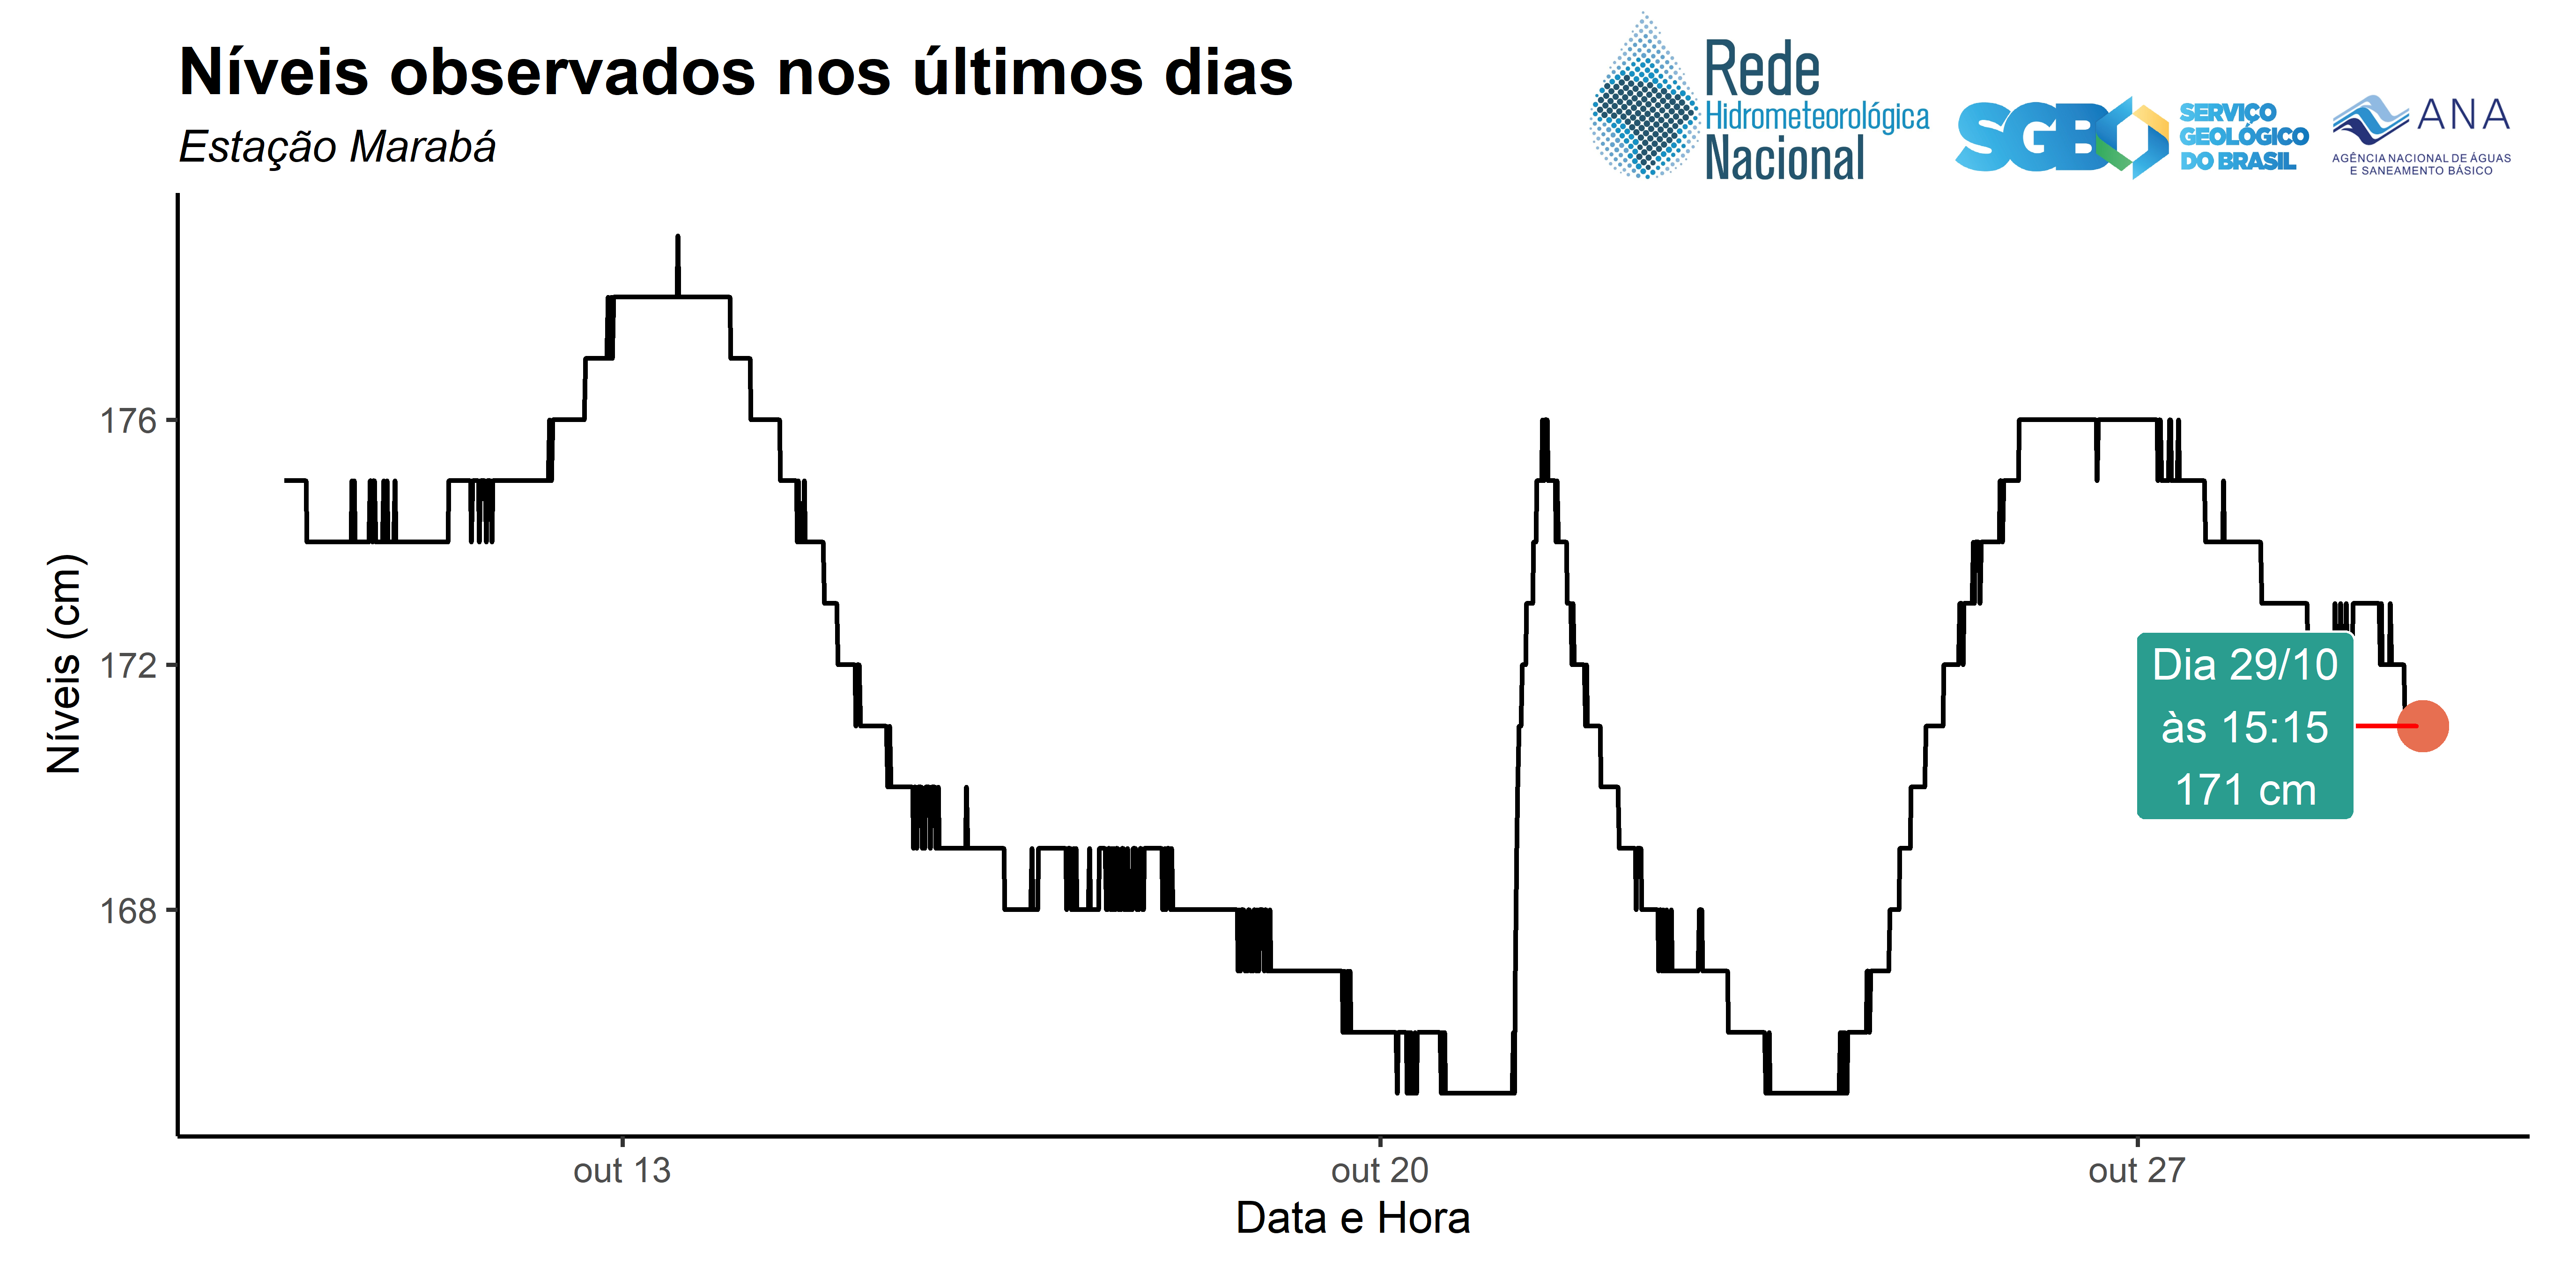 Níveis observados nos últimos dias
Estação Marabá
Rede
Hidrometeorológica
Nacional
SGB
SERVIÇO
GEOLÓGICO
DO BRASIL
ANA
AGÊNCIA NACIONAL DE ÁGUAS
E SANEAMENTO BÁSICO
Níveis (cm)
176
172
168
Dia 29/10
às 15:15
171 cm
out 13
out 20
out 27
Data e Hora